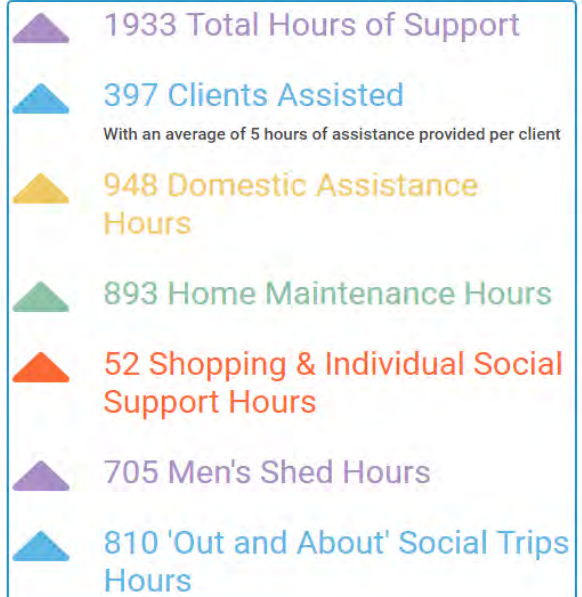 1933 Total Hours of Support
397 Clients Assisted
With an average of 5 hours of assistance provided per client
948 Domestic Assistance
Hours
893 Home Maintenance Hours
52 Shopping & Individual Social
Support Hours
705 Men's Shed Hours
810 'Out and About' Social Trips
Hours